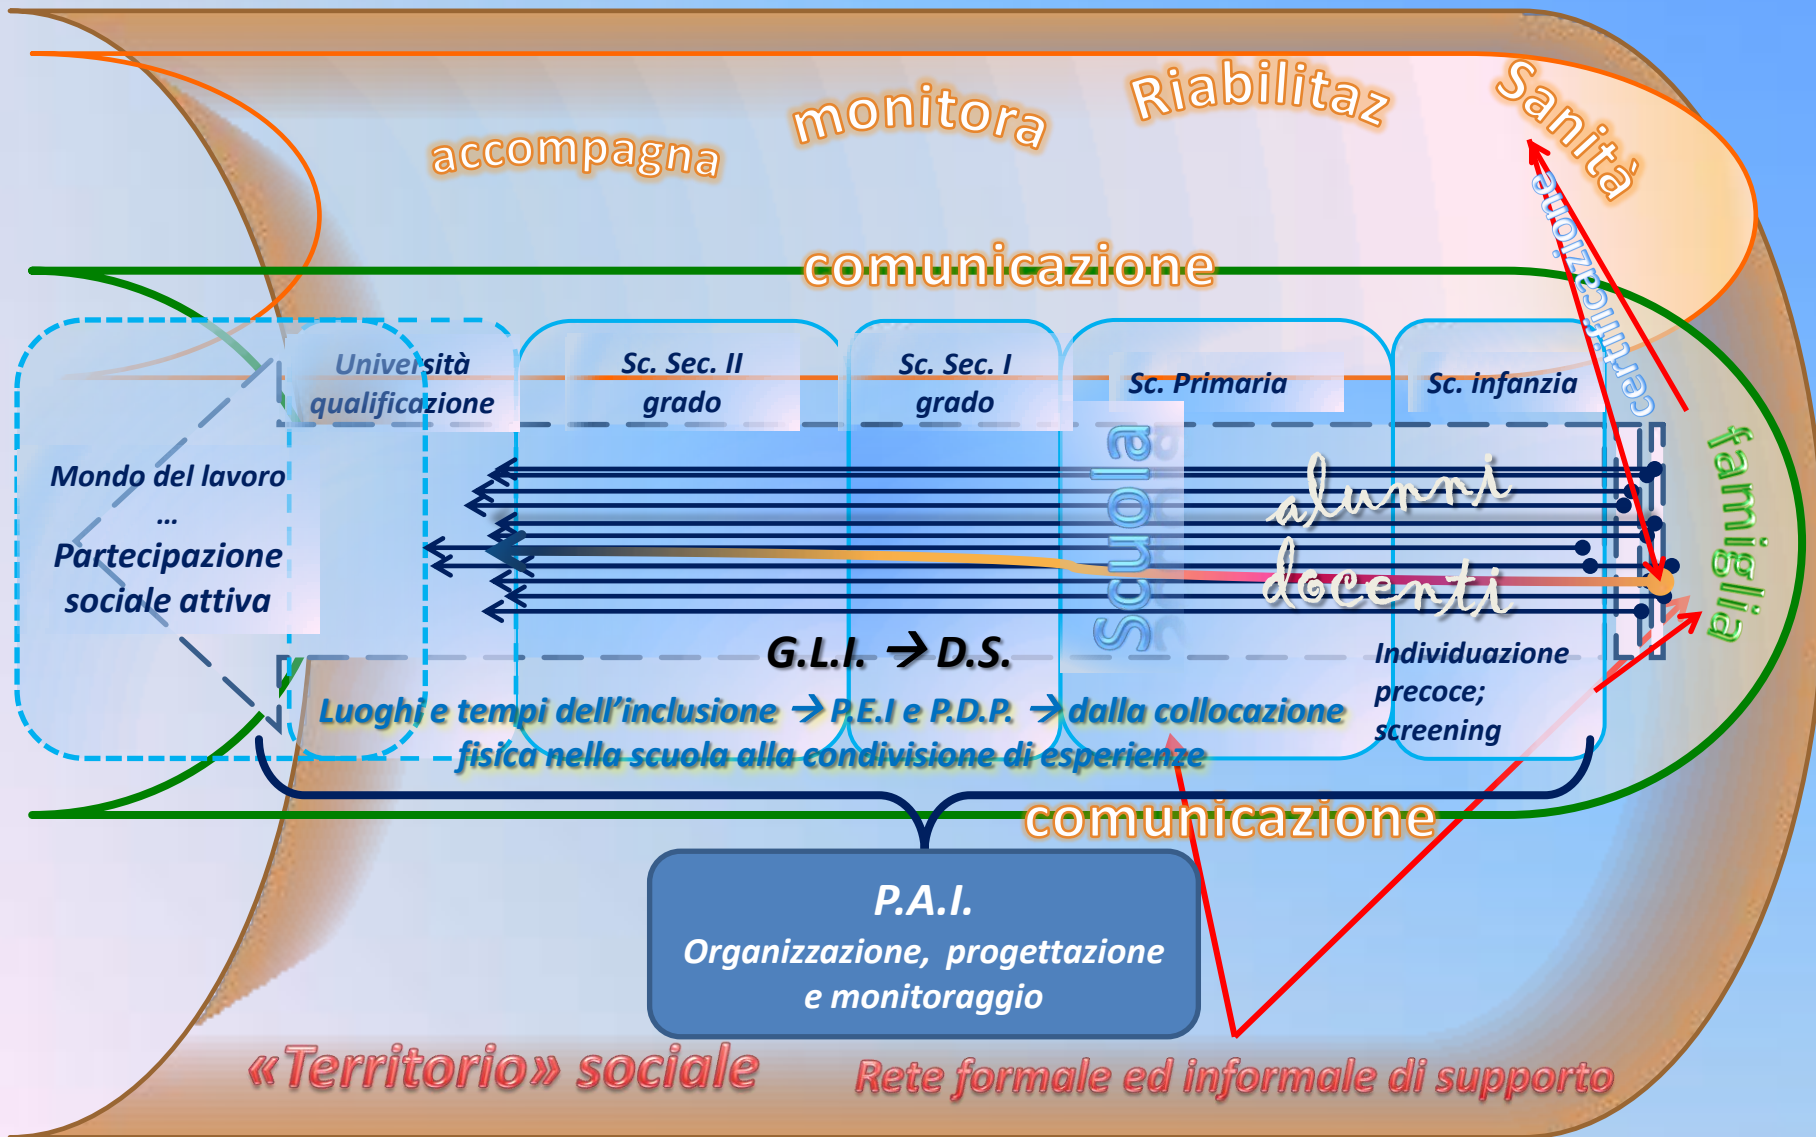 accompagna
monitora
Riabilitaz
Sanità
certificazione
comunicazione
Università
qualificazione
Sc. Sec. II
grado
Sc. Sec. I
grado
Sc. Primaria
Sc. infanzia
Mondo del lavoro
...
Partecipazione
sociale attiva
Scuola
alunni
docenti
famiglia
G.L.I. → D.S.
Individuazione
precoce;
screening
Luoghi e tempi dell’inclusione → P.E.I e P.D.P. → dalla collocazione
fisica nella scuola alla condivisione di esperienze
comunicazione
P.A.I.
Organizzazione, progettazione
e monitoraggio
«Territorio» sociale
Rete formale ed informale di supporto